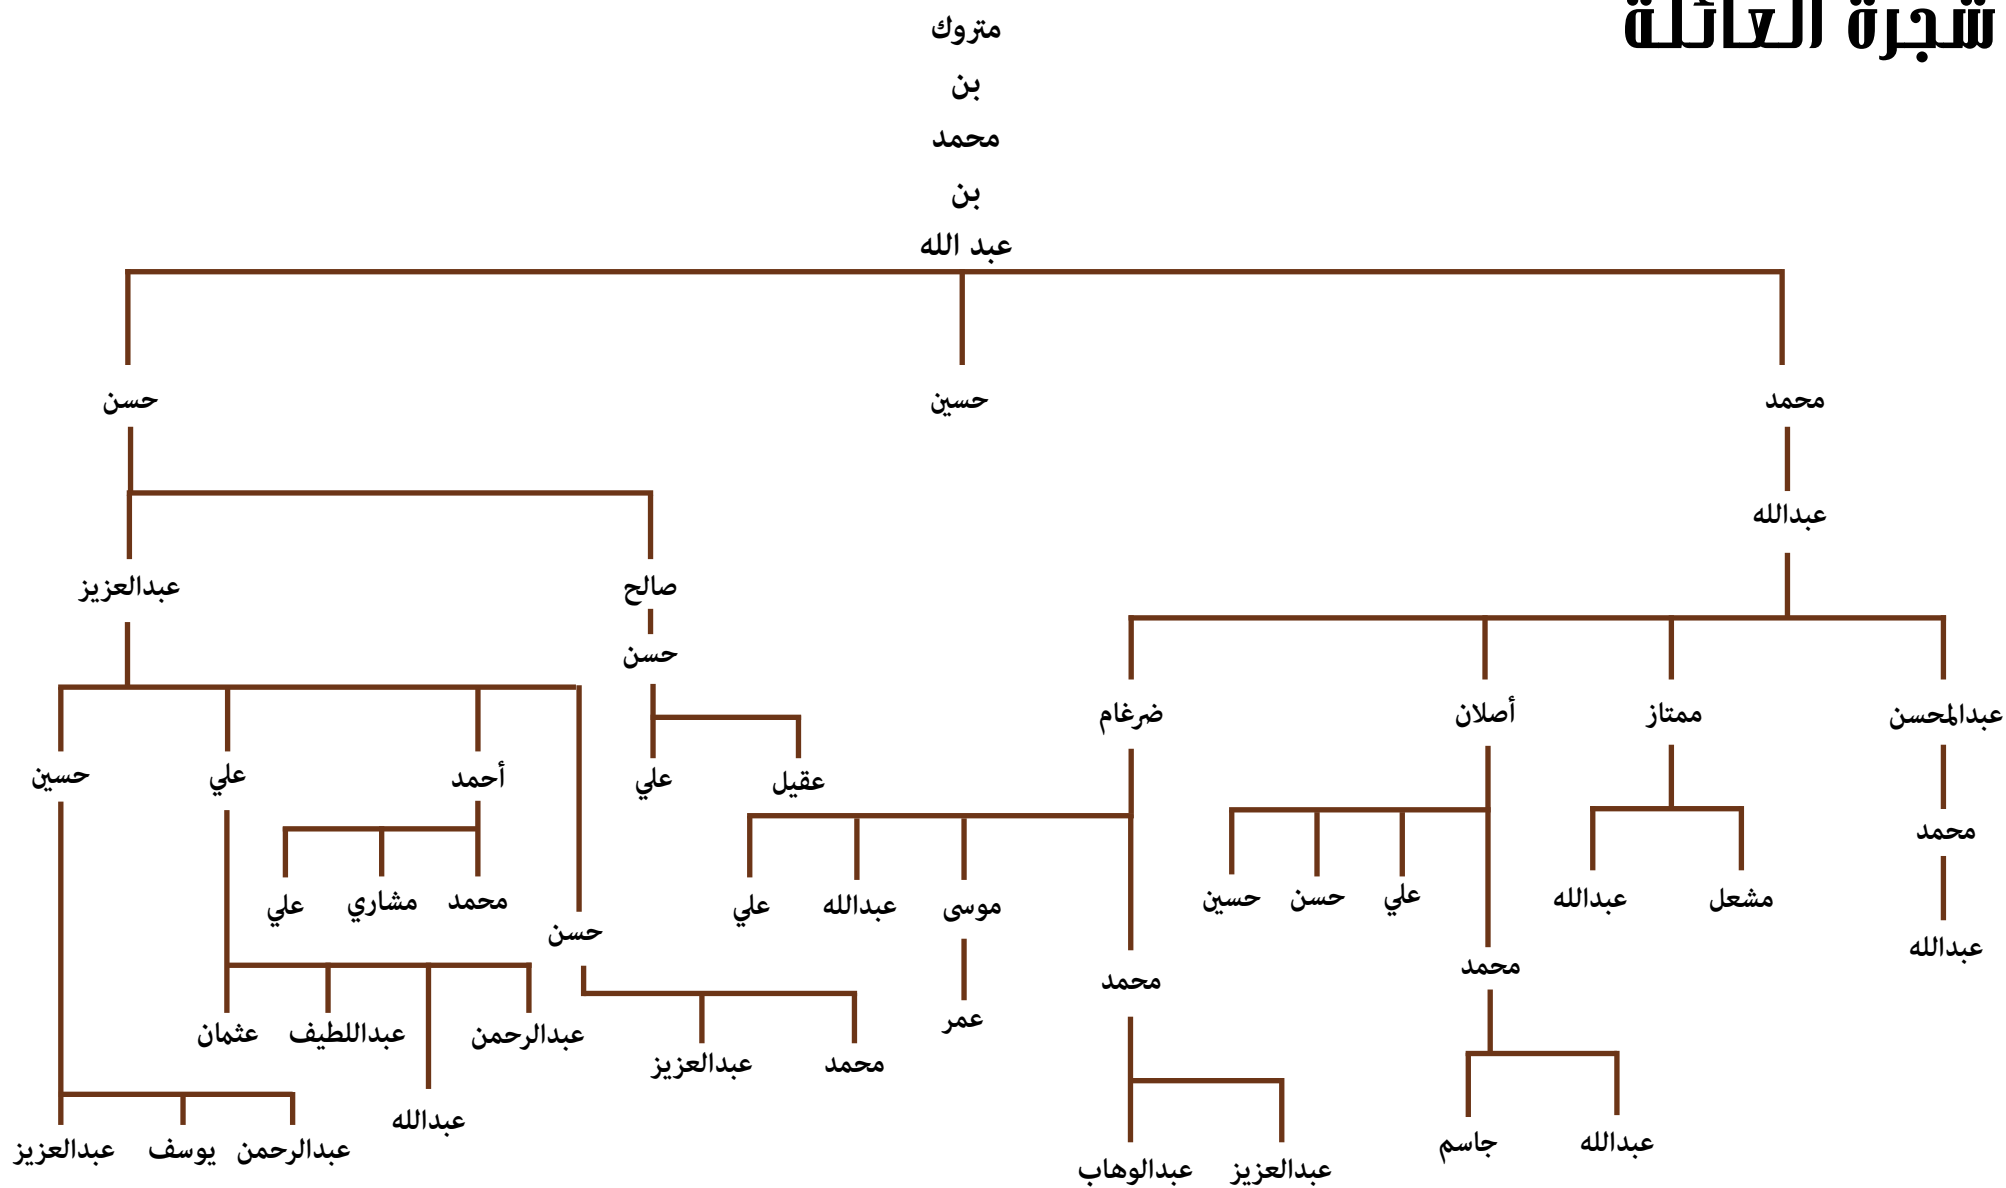 شجرة العائلة
متروك
بن
محمد
بن
عبد الله
محمد
حسين
حسن
عبدالله
صالح
عبدالعزيز
حسن
عبدالمحسن
ممتاز
أصلان
ضرغام
عقيل
علي
أحمد
علي
حسين
محمد
مشعل
عبدالله
علي
حسن
حسين
موسى
عبدالله
علي
محمد
مشاري
علي
حسن
عبدالله
محمد
محمد
عمر
عبدالرحمن
عبداللطيف
عثمان
محمد
عبدالعزيز
عبدالله
عبدالله
جاسم
عبدالعزيز
عبدالوهاب
عبدالرحمن
يوسف
عبدالعزيز